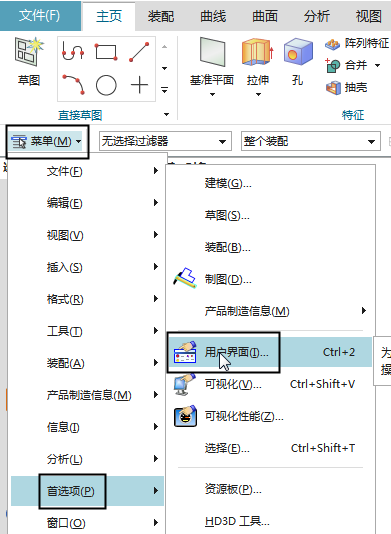 文件(F) 主页 装配 曲线 曲面 分析 视图
草图 基准平面 拉伸 孔 阵列特征
合并
抽壳
直接草图 特征
菜单(M) 无选择过滤器 整个装配
文件(F)
编辑(E)
视图(V)
插入(S)
格式(R)
工具(T)
装配(A)
产品制造信息(M)
信息(I)
分析(L)
首选项(P)
窗口(O)
建模(G)...
草图(S)...
装配(B)...
制图(D)...
产品制造信息(M)
用户界面(I)... Ctrl+2
可视化(V)... Ctrl+Shift+V
可视化性能(Z)...
选择(E)... Ctrl+Shift+T
资源板(P)...
HD3D 工具...
为
操